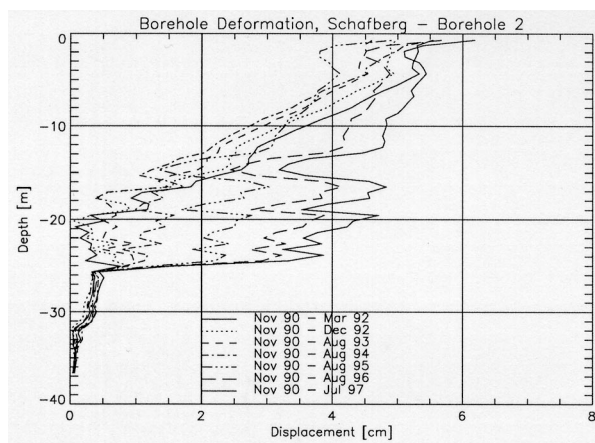 Borehole Deformation, Schafberg – Borehole 2
0
-10
-20
-30
-40
Depth [m]
Nov 90 – Mar 92
Nov 90 – Dec 92
Nov 90 – Aug 93
Nov 90 – Aug 94
Nov 90 – Aug 95
Nov 90 – Aug 96
Nov 90 – Jul 97
0 2 4 6 8
Displacement [cm]